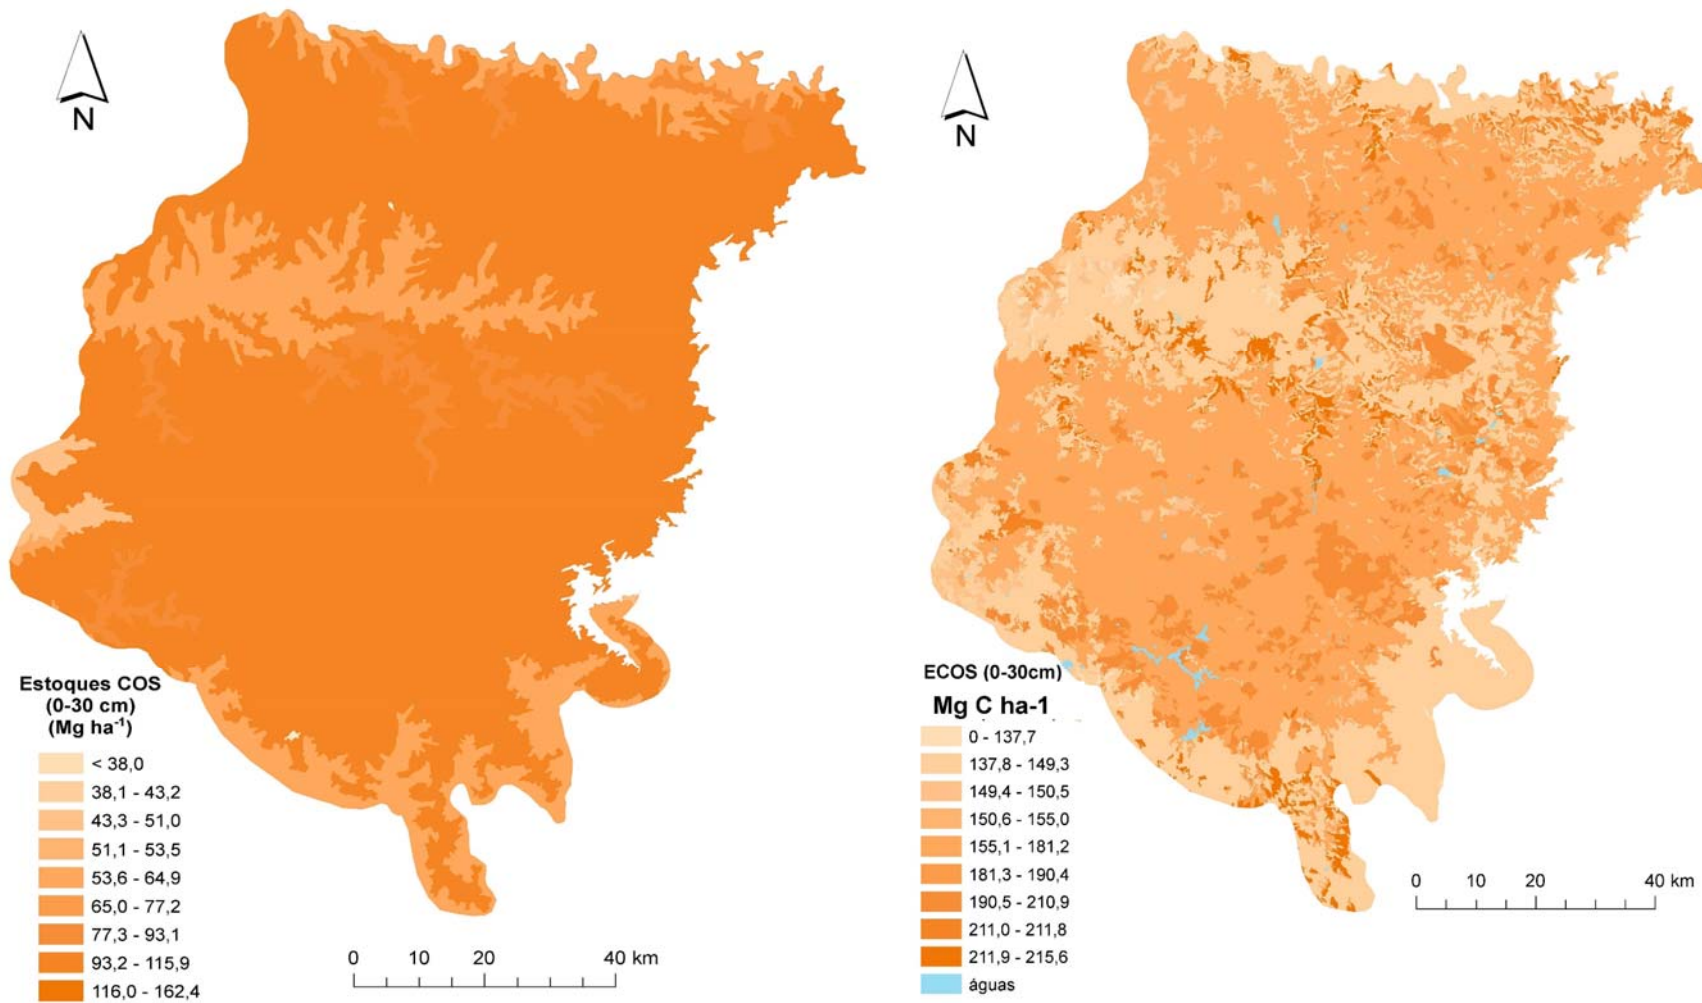 N
Estoques COS
(0-30 cm)
(Mg ha-1)
< 38,0
38,1 - 43,2
43,3 - 51,0
51,1 - 53,5
53,6 - 64,9
65,0 - 77,2
77,3 - 93,1
93,2 - 115,9
116,0 - 162,4
0 10 20 40 km
N
ECOS (0-30cm)
Mg C ha-1
0 - 137,7
137,8 - 149,3
149,4 - 150,5
150,6 - 155,0
155,1 - 181,2
181,3 - 190,4
190,5 - 210,9
211,0 - 211,8
211,9 - 215,6
águas
0 10 20 40 km